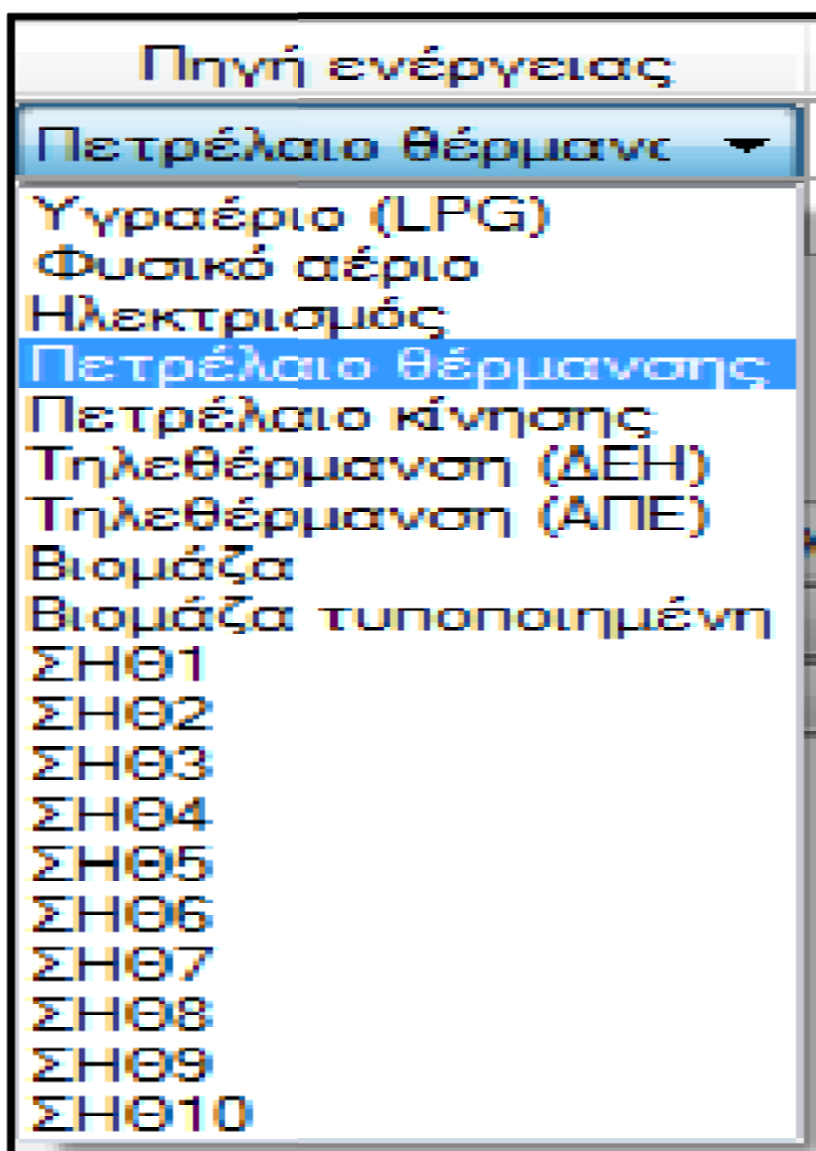 Πηγή ενέργειας
Πετρέλαιο θέρμανσ
Υγραέριο (LPG)
Φυσικό αέριο
Ηλεκτρισμός
Πετρέλαιο θέρμανσης
Πετρέλαιο κίνησης
Τηλεθέρμανση (ΔΕΗ)
Τηλεθέρμανση (ΑΠΕ)
Βιομάζα
Βιομάζα τυποποιημένη
ΣΗΘ1
ΣΗΘ2
ΣΗΘ3
ΣΗΘ4
ΣΗΘ5
ΣΗΘ6
ΣΗΘ7
ΣΗΘ8
ΣΗΘ9
ΣΗΘ10